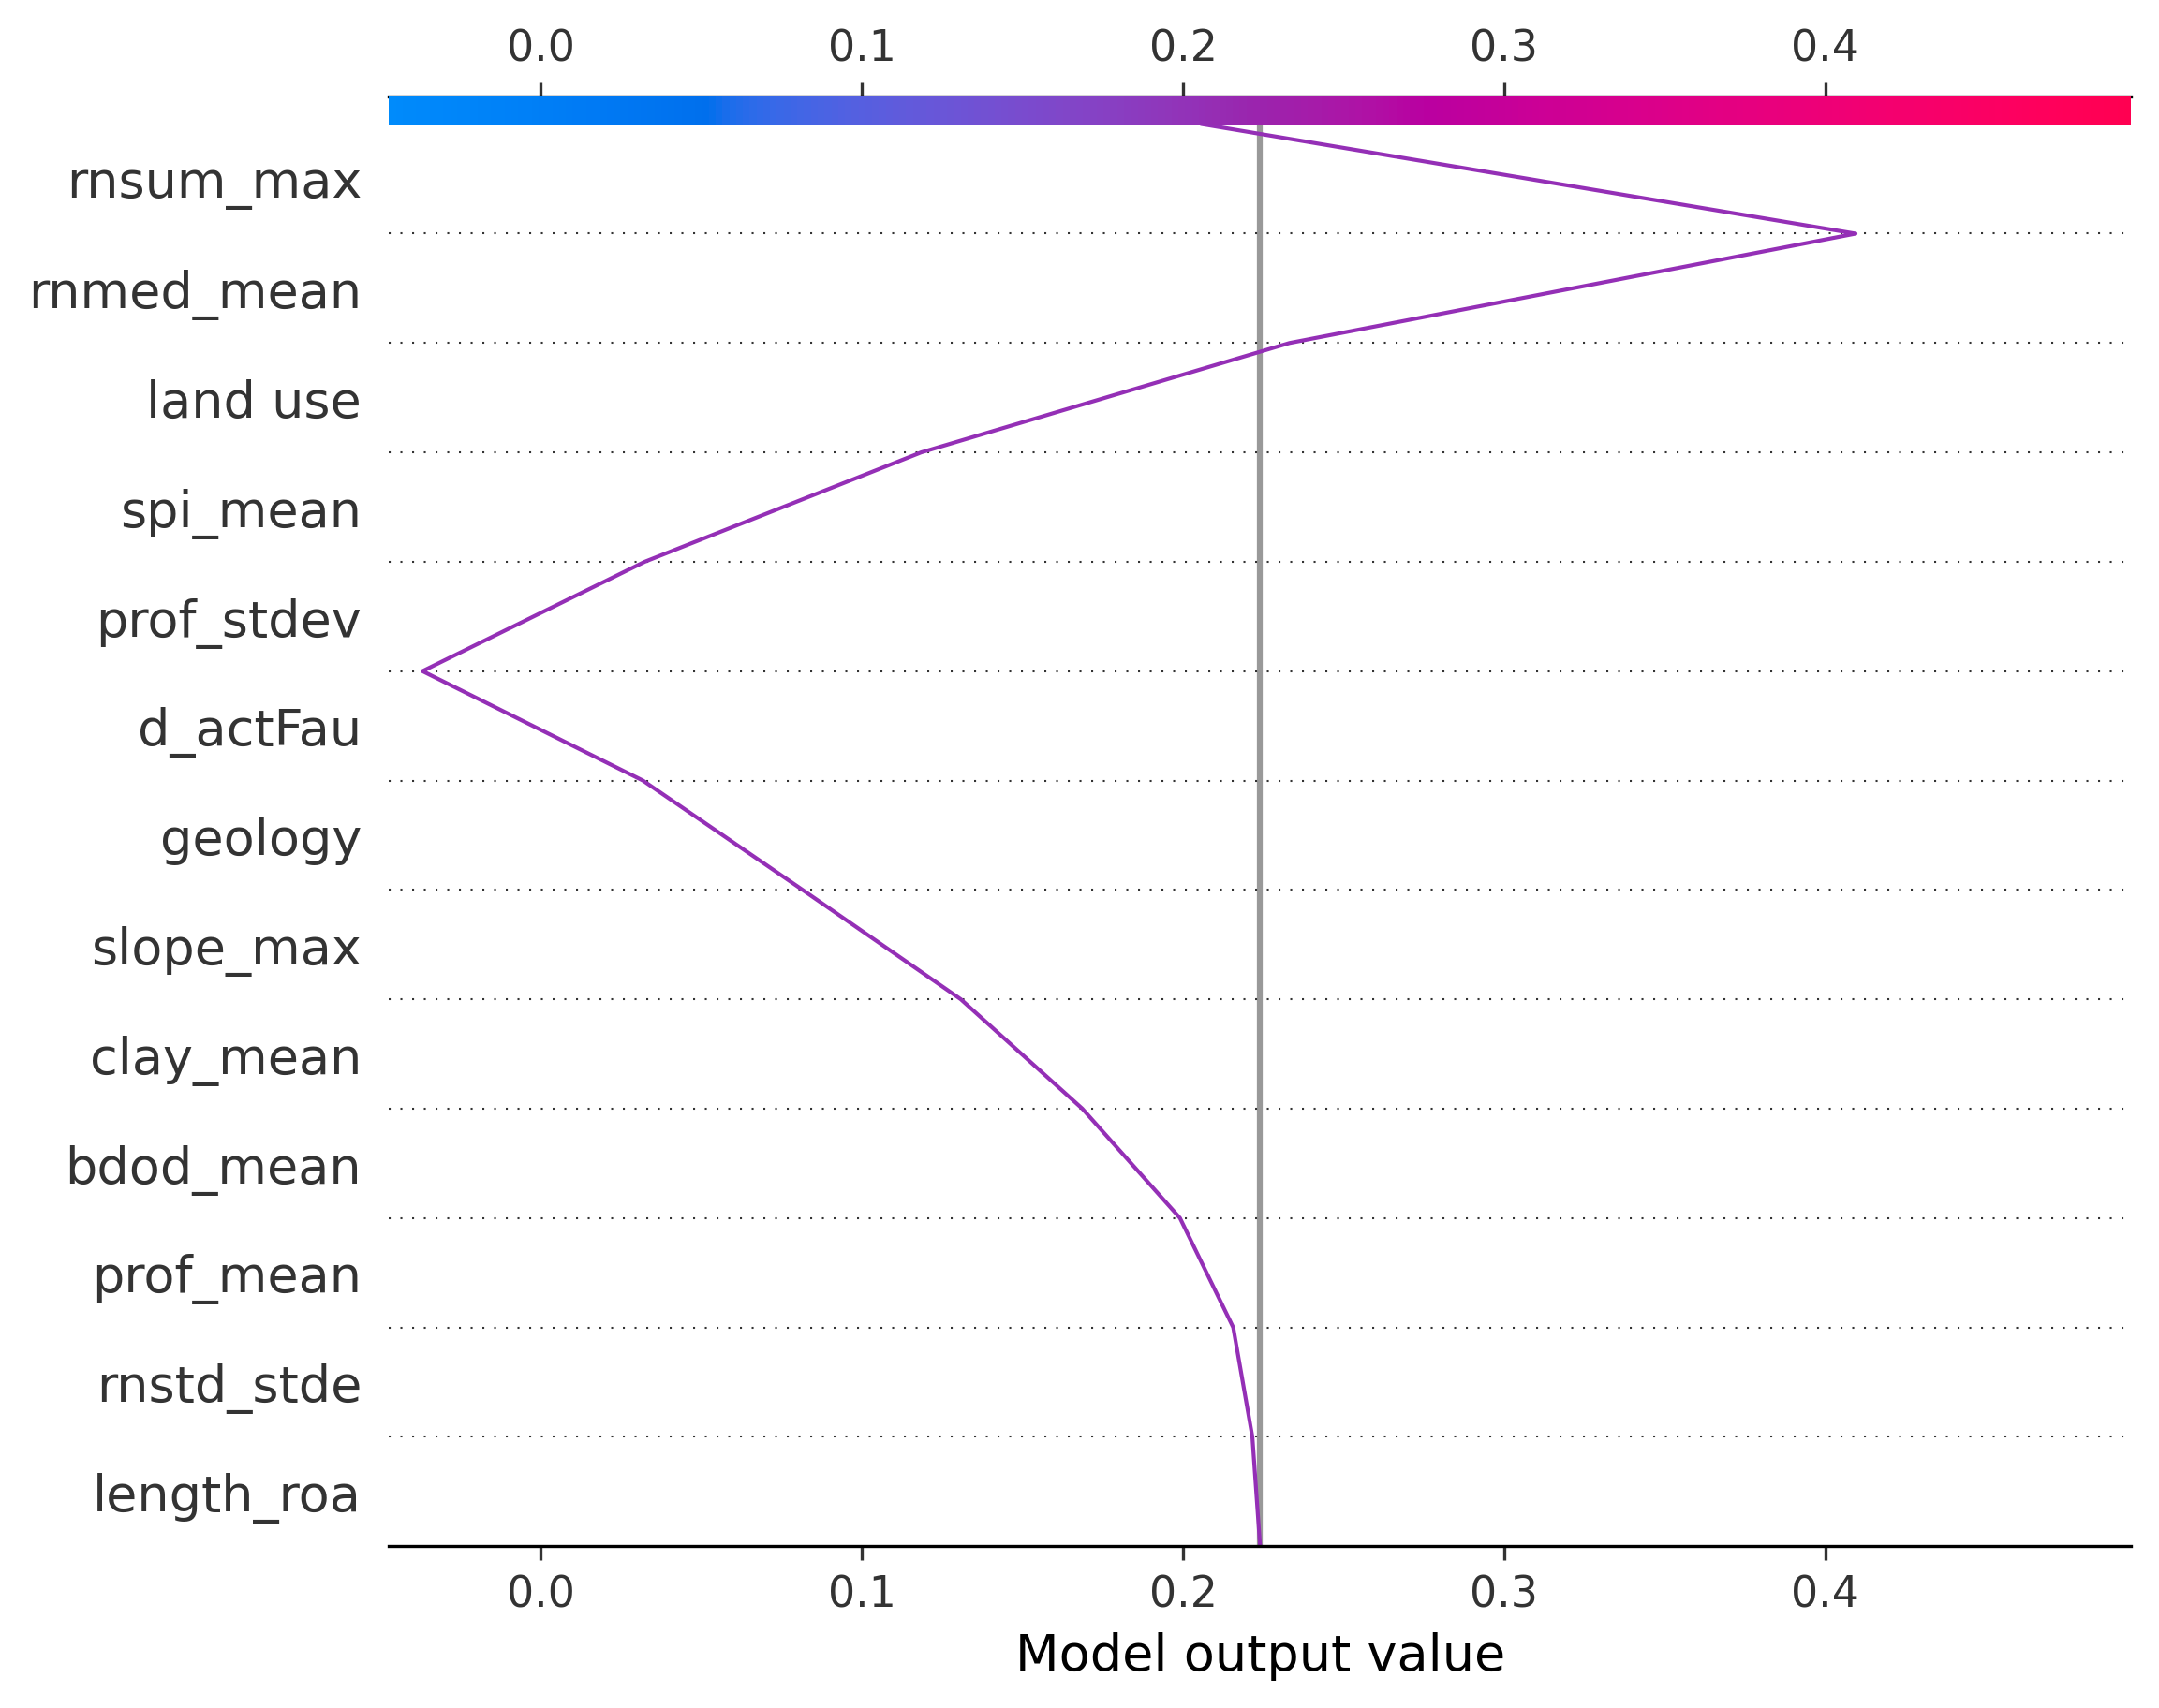 0.0 0.1 0.2 0.3 0.4
rnsum_max
rnmed_mean
land use
spi_mean
prof_stdev
d_actFau
geology
slope_max
clay_mean
bdod_mean
prof_mean
rnstd_stde
length_roa
0.0 0.1 0.2 0.3 0.4
Model output value